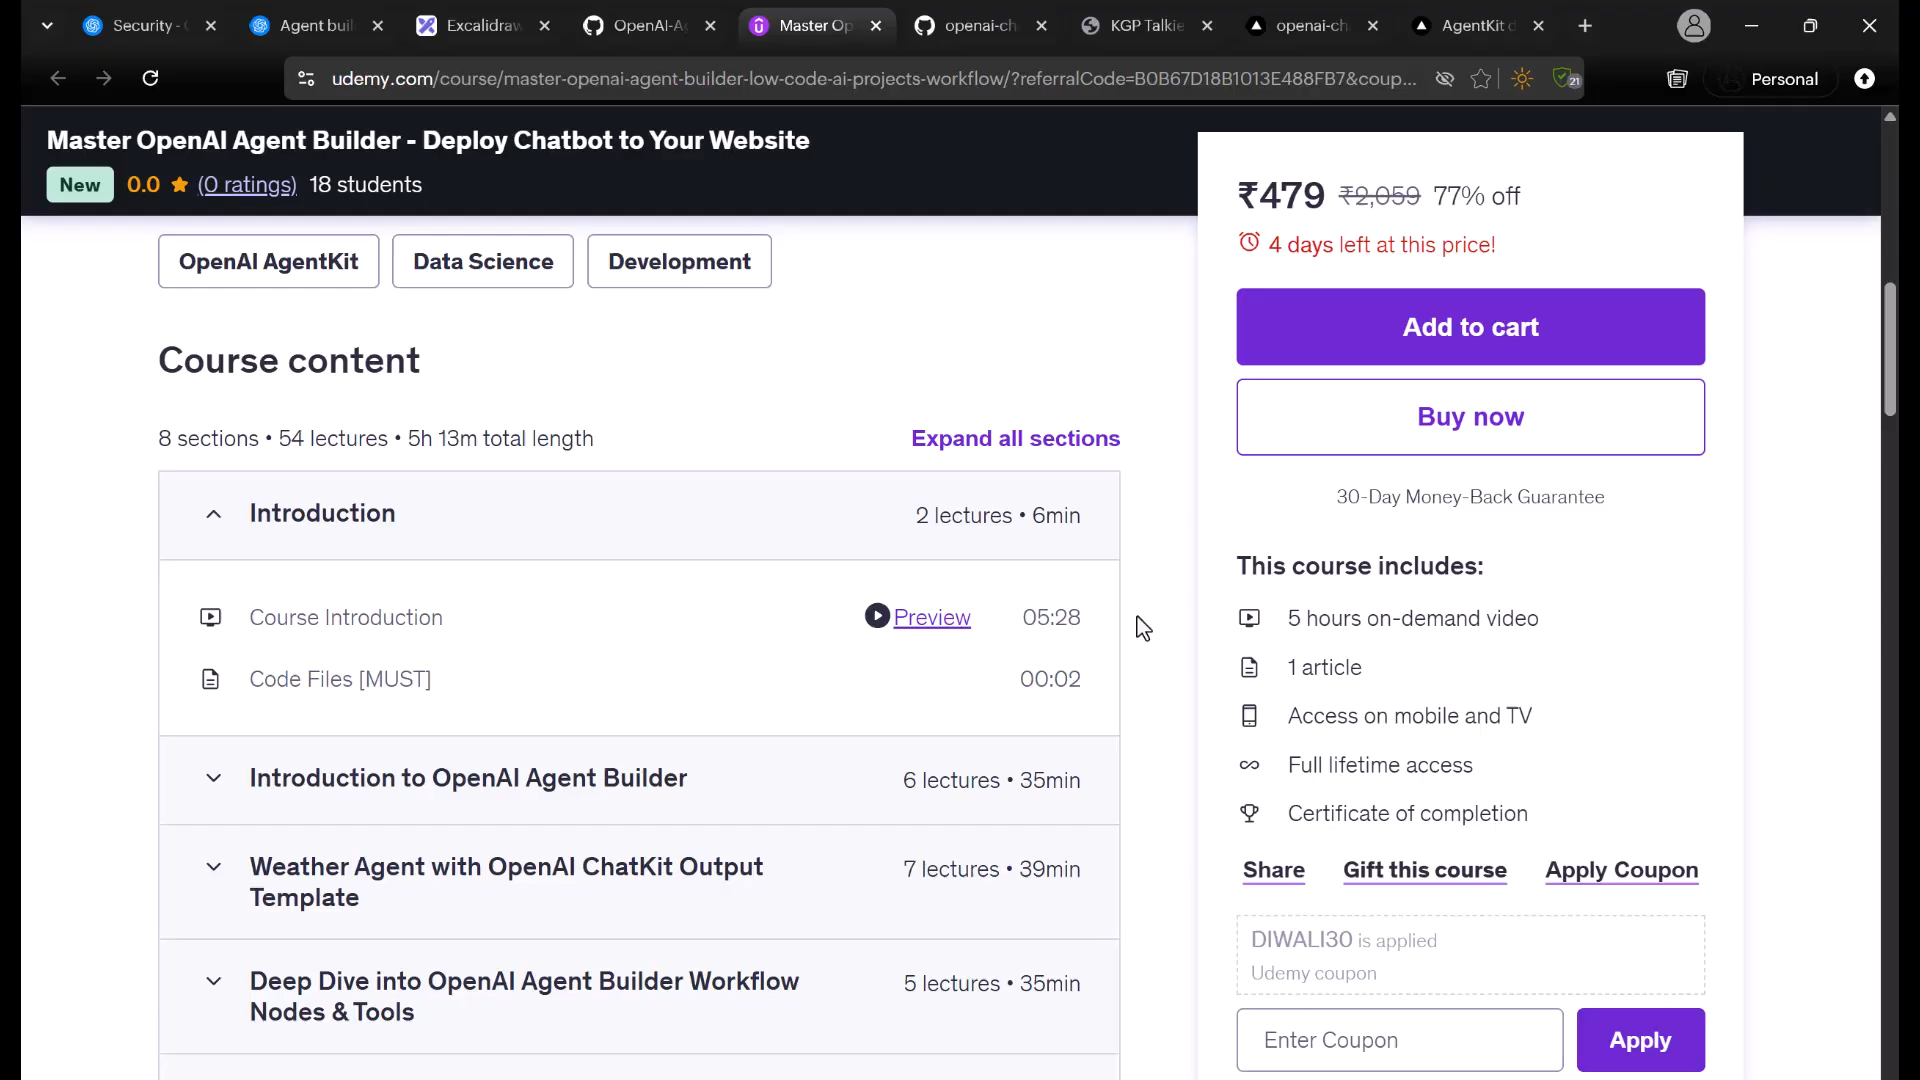 Security -
Agent buil
Excalidraw
OpenAI-A
Master Op
openai-ch
KGP Talkie
openai-ch
AgentKit
udemy.com/course/master-openai-agent-builder-low-code-ai-projects-workflow/?referralCode=B0B67D18B1013E488FB7&coup...
21
Personal
Master OpenAI Agent Builder - Deploy Chatbot to Your Website
New 0.0 (0 ratings) 18 students
OpenAI AgentKit
Data Science
Development
Course content
8 sections • 54 lectures • 5h 13m total length
Expand all sections
Introduction
2 lectures • 6min
Course Introduction
Preview
05:28
Code Files [MUST]
00:02
Introduction to OpenAI Agent Builder
6 lectures • 35min
Weather Agent with OpenAI ChatKit Output
Template
7 lectures • 39min
Deep Dive into OpenAI Agent Builder Workflow
Nodes & Tools
5 lectures • 35min
₹479 ₹2,059 77% off
4 days left at this price!
Add to cart
Buy now
30-Day Money-Back Guarantee
This course includes:
5 hours on-demand video
1 article
Access on mobile and TV
Full lifetime access
Certificate of completion
Share
Gift this course
Apply Coupon
DIWALI30 is applied
Udemy coupon
Enter Coupon
Apply